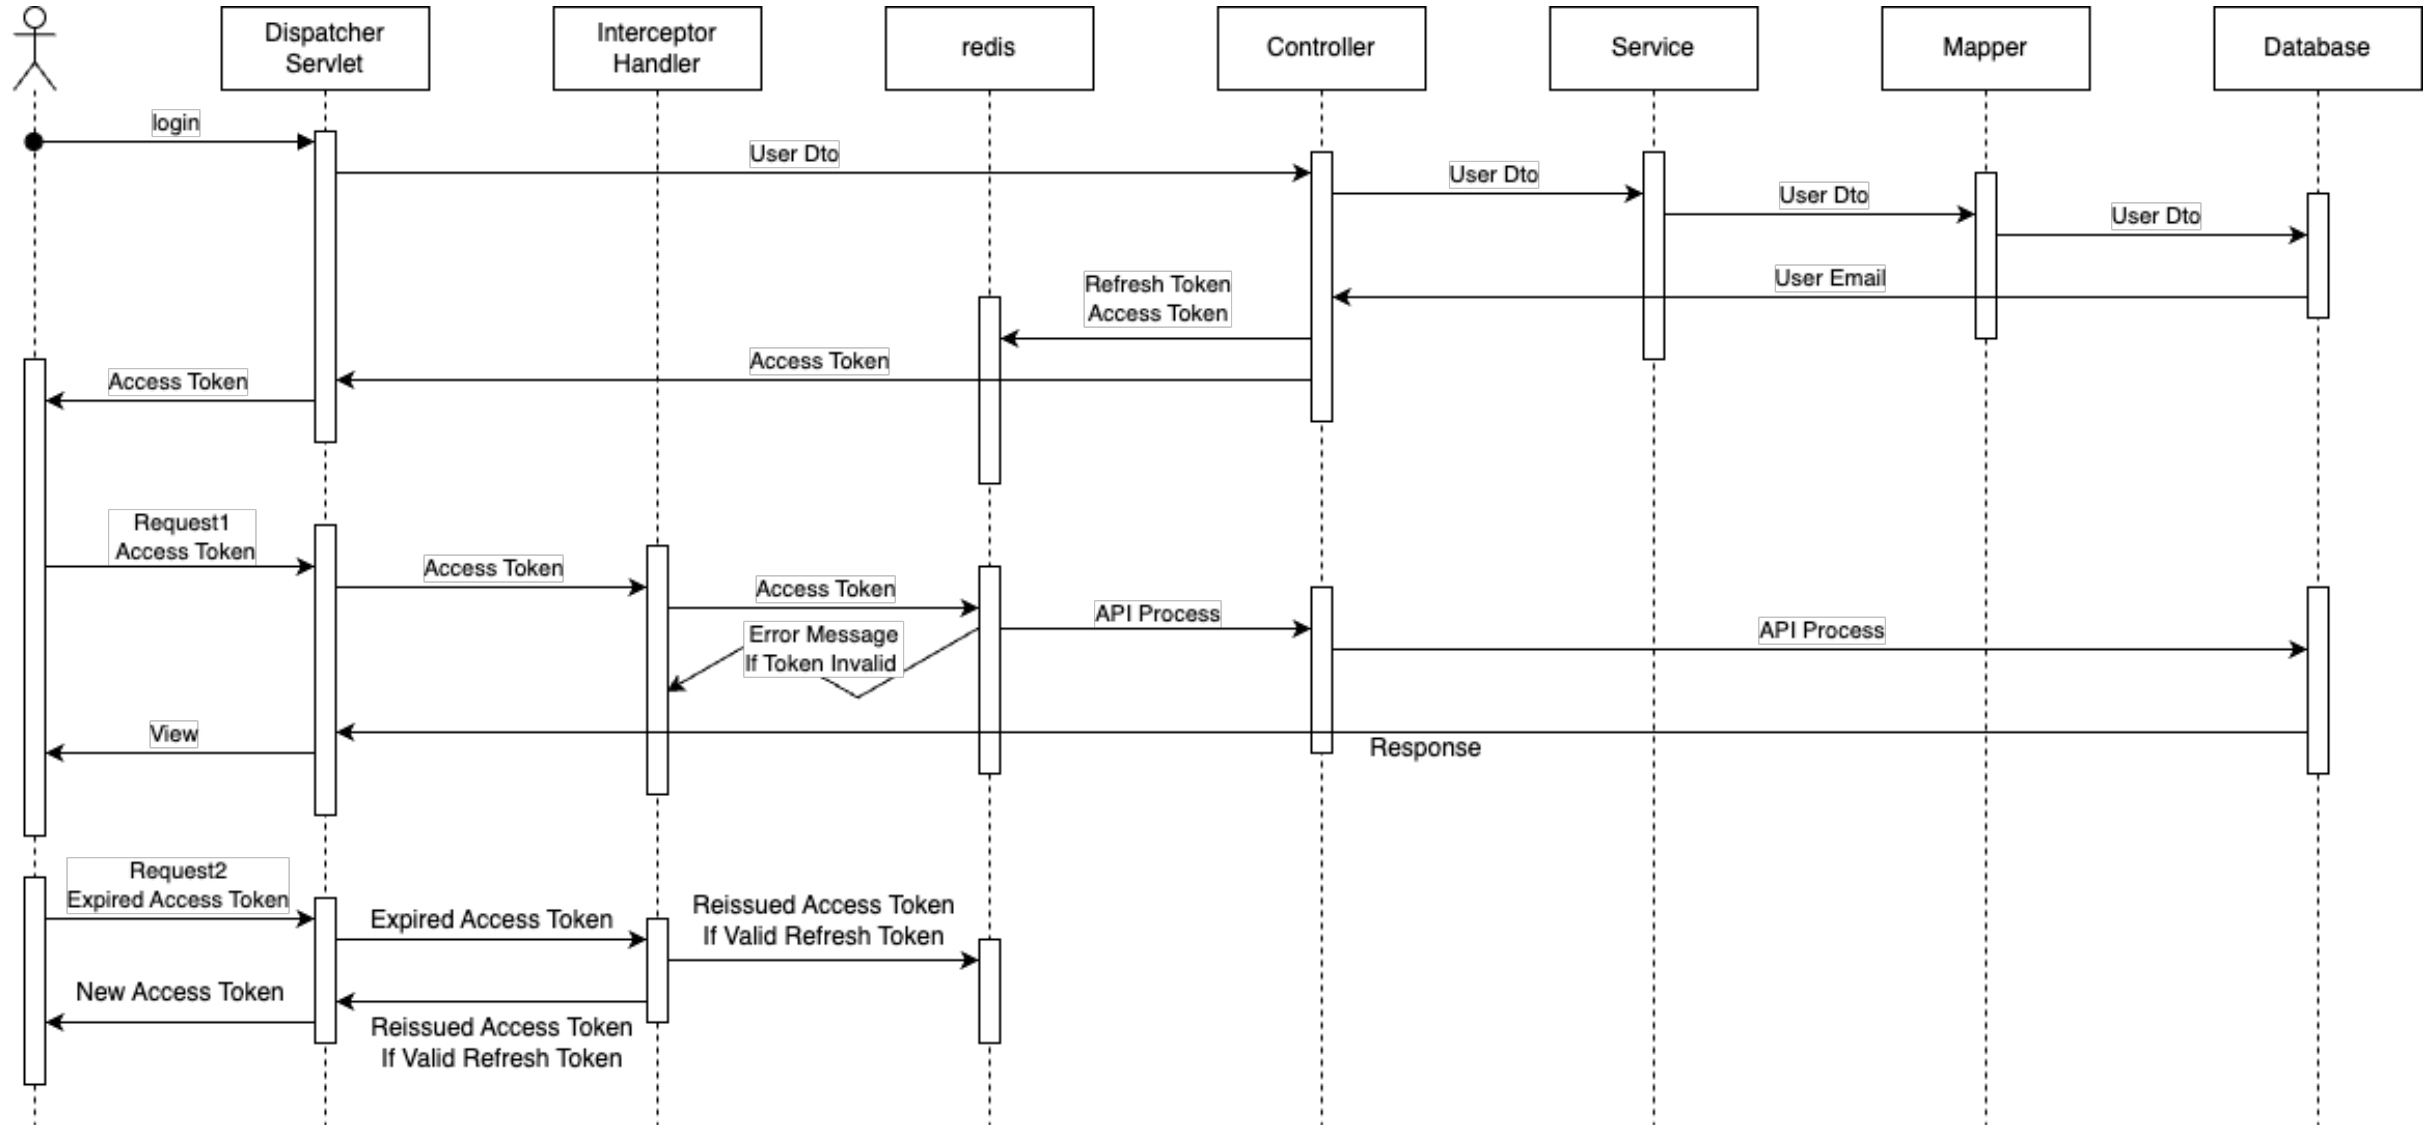 Dispatcher
Servlet
Interceptor
Handler
redis
Controller
Service
Mapper
Database
login
User Dto
User Dto
User Dto
User Dto
User Email
Refresh Token
Access Token
Access Token
Access Token
Request1
Access Token
Access Token
Access Token
API Process
API Process
Error Message
If Token Invalid
View
Response
Request2
Expired Access Token
Expired Access Token
Reissued Access Token
If Valid Refresh Token
New Access Token
Reissued Access Token
If Valid Refresh Token